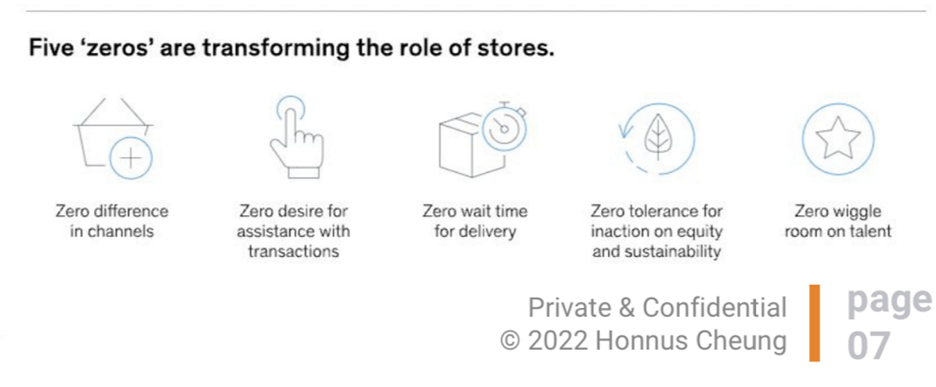 Five ‘zeros’ are transforming the role of stores.
Zero difference
in channels
Zero desire for
assistance with
transactions
Zero wait time
for delivery
Zero tolerance for
inaction on equity
and sustainability
Zero wiggle
room on talent
Private & Confidential
© 2022 Honnus Cheung
page
07